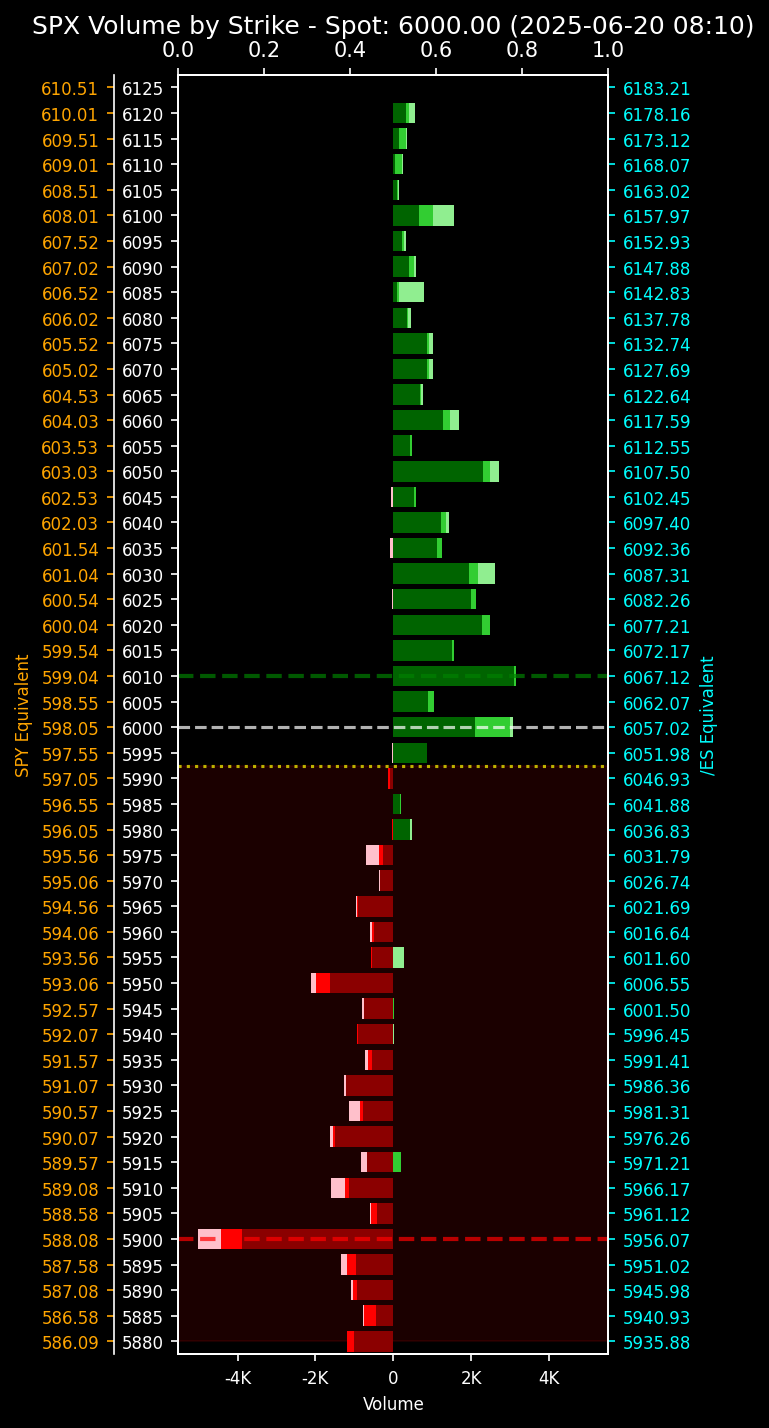 SPX Volume by Strike - Spot: 6000.00 (2025-06-20 08:10)
0.0 0.2 0.4 0.6 0.8 1.0
610.51 6125 6183.21
610.01 6120 6178.16
609.51 6115 6173.12
609.01 6110 6168.07
608.51 6105 6163.02
608.01 6100 6157.97
607.52 6095 6152.93
607.02 6090 6147.88
606.52 6085 6142.83
606.02 6080 6137.78
605.52 6075 6132.74
605.02 6070 6127.69
604.53 6065 6122.64
604.03 6060 6117.59
603.53 6055 6112.55
603.03 6050 6107.50
602.53 6045 6102.45
602.03 6040 6097.40
601.54 6035 6092.36
601.04 6030 6087.31
600.54 6025 6082.26
600.04 6020 6077.21
599.54 6015 6072.17
599.04 6010 6067.12
598.55 6005 6062.07
598.05 6000 6057.02
597.55 5995 6051.98
597.05 5990 6046.93
596.55 5985 6041.88
596.05 5980 6036.83
595.56 5975 6031.79
595.06 5970 6026.74
594.56 5965 6021.69
594.06 5960 6016.64
593.56 5955 6011.60
593.06 5950 6006.55
592.57 5945 6001.50
592.07 5940 5996.45
591.57 5935 5991.41
591.07 5930 5986.36
590.57 5925 5981.31
590.07 5920 5976.26
589.57 5915 5971.21
589.08 5910 5966.17
588.58 5905 5961.12
588.08 5900 5956.07
587.58 5895 5951.02
587.08 5890 5945.98
586.58 5885 5940.93
586.09 5880 5935.88
SPY Equivalent
/ES Equivalent
-4K -2K 0 2K 4K
Volume